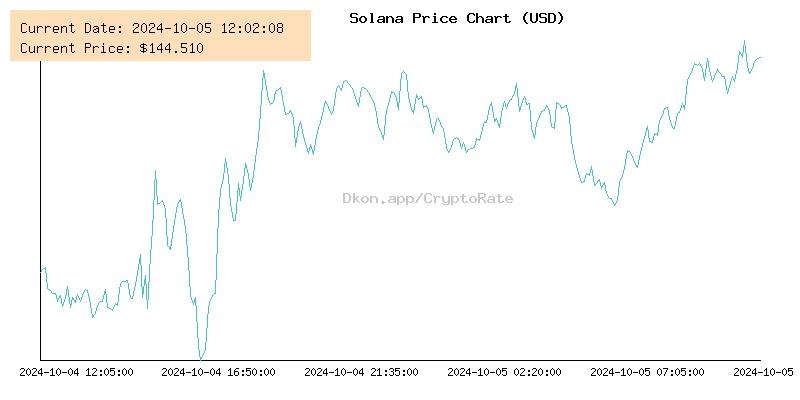 Solana Price Chart (USD)
Current Date: 2024-10-05 12:02:08
Current Price: $144.510
Dkon.app/CryptoRate
2024-10-04 12:05:00 2024-10-04 16:50:00 2024-10-04 21:35:00 2024-10-05 02:20:00 2024-10-05 07:05:00 2024-10-05